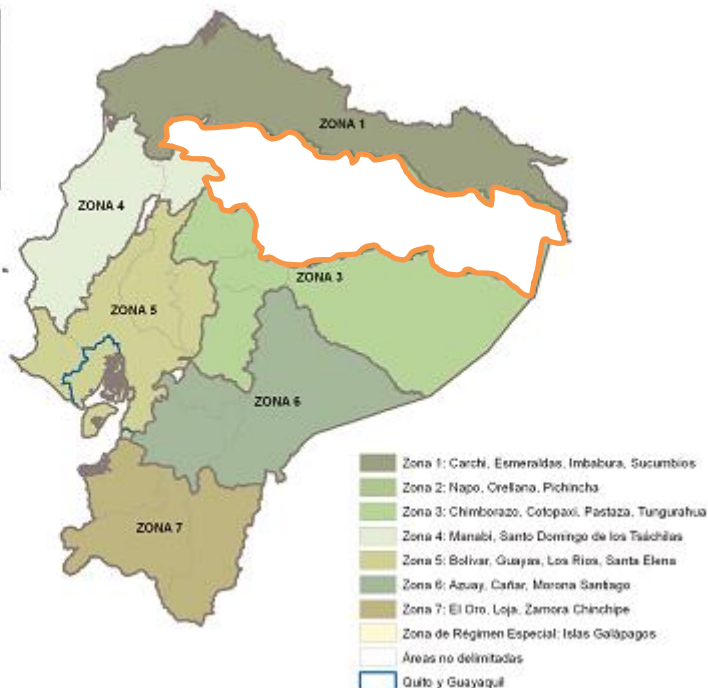 ZONA 1
ZONA 4
ZONA 3
ZONA 5
ZONA 6
ZONA 7
Zona 1: Carchi, Esmeraldas, Imbabura, Sucumbios
Zona 2: Napo, Orellana, Pichincha
Zona 3: Chimborazo, Cotopaxi, Pastaza, Tungurahua
Zona 4: Manabí, Santo Domingo de los Tsáchilas
Zona 5: Bolívar, Guayas, Los Ríos, Santa Elena
Zona 6: Azuay, Cañar, Morona Santiago
Zona 7: El Oro, Loja, Zamora Chinchipe
Zona de Régimen Especial: Islas Galápagos
Áreas no delimitadas
Quito y Guayaquil